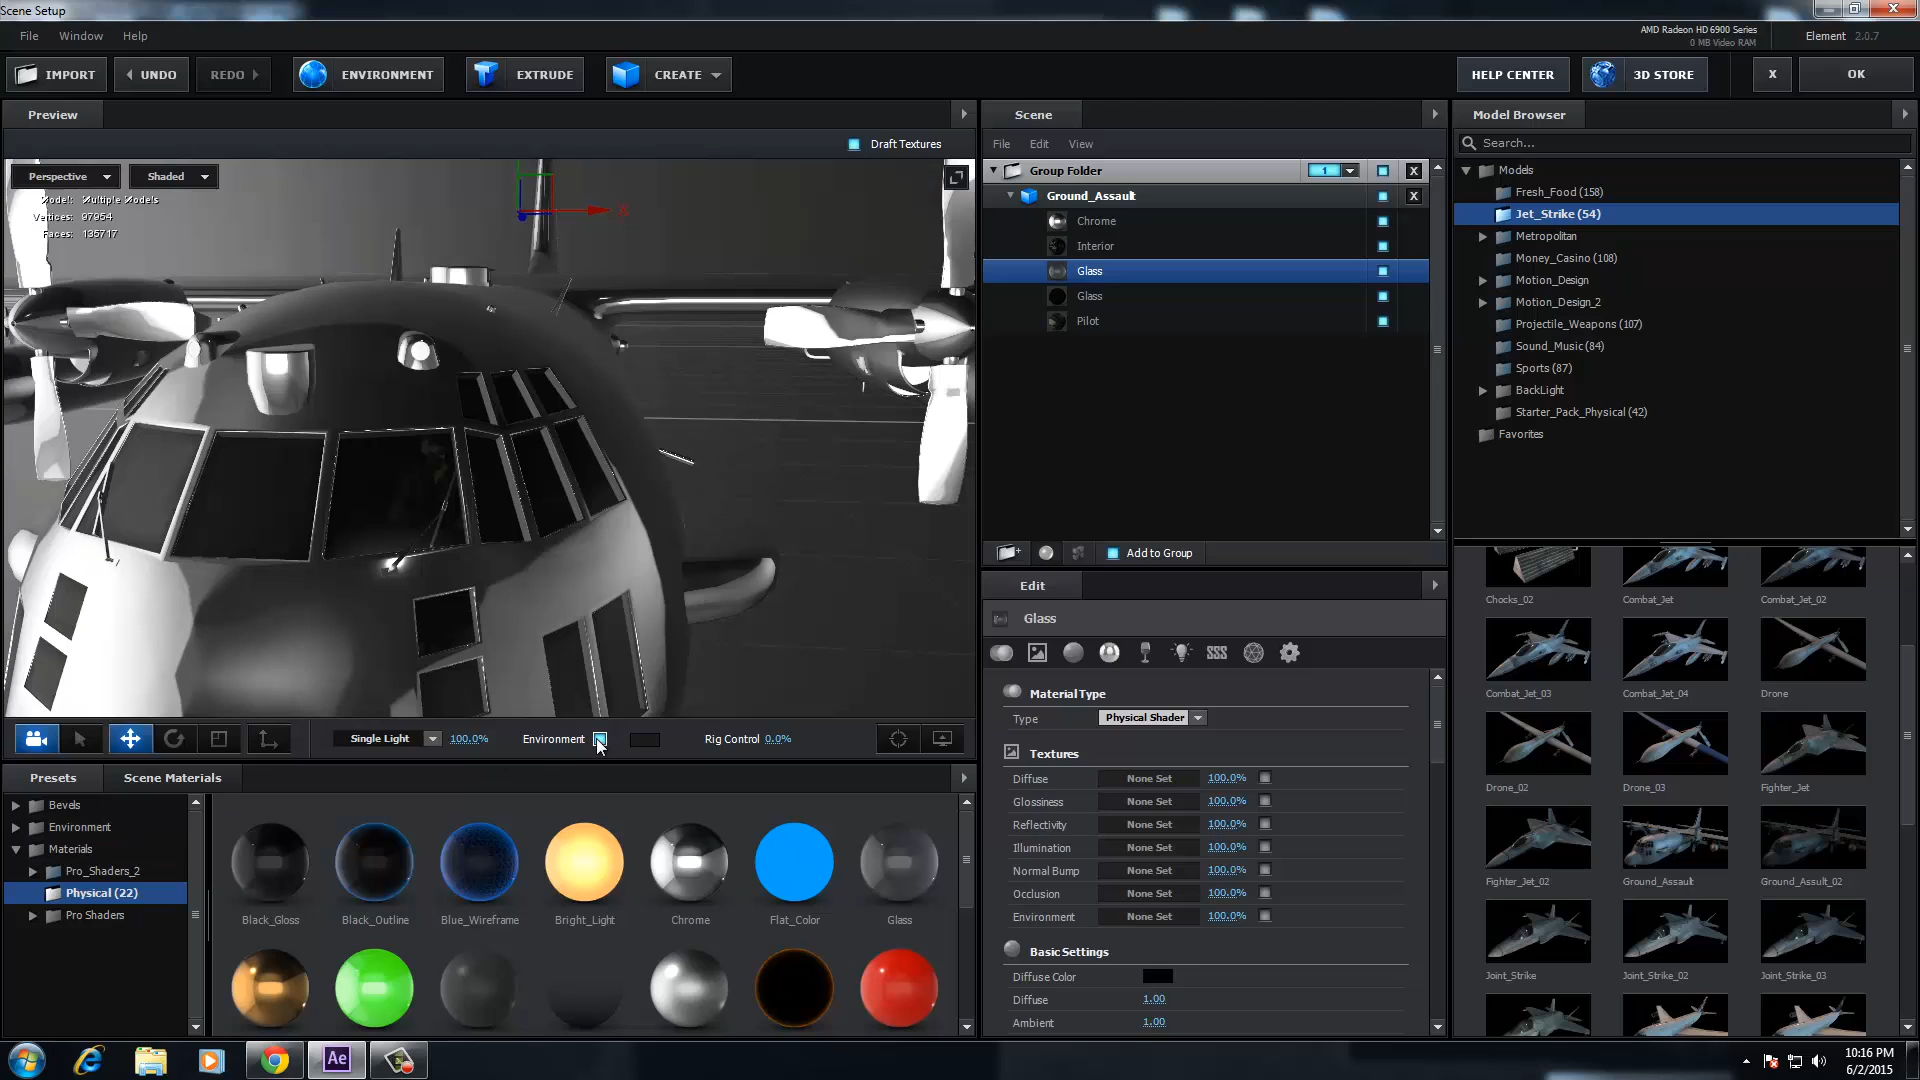 Scene Setup
File Window Help
AMD Radeon HD 6900 Series
0 MB Video RAM
Element 2.0.7
IMPORT UNDO REDO ENVIRONMENT EXTRUDE CREATE HELP CENTER 3D STORE X OK
Preview
Draft Textures
Perspective Shaded
Model: Multiple Models
Vertices: 97954
Faces: 135717
X
Single Light 100.0% Environment Rig Control 0.0%
Presets Scene Materials
Bevels
Environment
Materials
Pro_Shaders_2
Physical (22)
Pro Shaders
Black_Gloss Black_Outline Blue_Wireframe Bright_Light Chrome Flat_Color Glass
Scene
File Edit View
Group Folder 1 X
Ground_Assault X
Chrome
Interior
Glass
Glass
Pilot
Add to Group
Edit
Glass
Material Type
Type Physical Shader
Textures
Diffuse None Set 100.0%
Glossiness None Set 100.0%
Reflectivity None Set 100.0%
Illumination None Set 100.0%
Normal Bump None Set 100.0%
Occlusion None Set 100.0%
Environment None Set 100.0%
Basic Settings
Diffuse Color
Diffuse 1.00
Ambient 1.00
Model Browser
Search...
Models
Fresh_Food (158)
Jet_Strike (54)
Metropolitan
Money_Casino (108)
Motion_Design
Motion_Design_2
Projectile_Weapons (107)
Sound_Music (84)
Sports (87)
BackLight
Starter_Pack_Physical (42)
Favorites
Chocks_02 Combat_Jet Combat_Jet_02
Combat_Jet_03 Combat_Jet_04 Drone
Drone_02 Drone_03 Fighter_Jet
Fighter_Jet_02 Ground_Assault Ground_Assult_02
Joint_Strike Joint_Strike_02 Joint_Strike_03
Ae
10:16 PM
6/2/2015